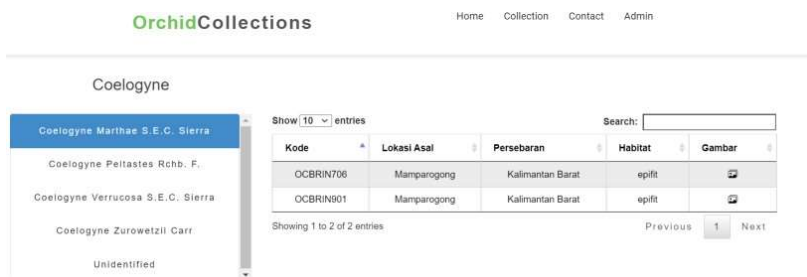 OrchidCollections Home Collection Contact Admin
Coelogyne
Coelogyne Marthae S.E.C. Sierra
Coelogyne Peltastes Rchb. F.
Coelogyne Verrucosa S.E.C. Sierra
Coelogyne Zurowetzii Carr
Unidentified
Show 10 entries Search:
Kode Lokasi Asal Persebaran Habitat Gambar
OCBRIN706 Mamparogong Kalimantan Barat epifit
OCBRIN901 Mamparogong Kalimantan Barat epifit
Showing 1 to 2 of 2 entries Previous 1 Next